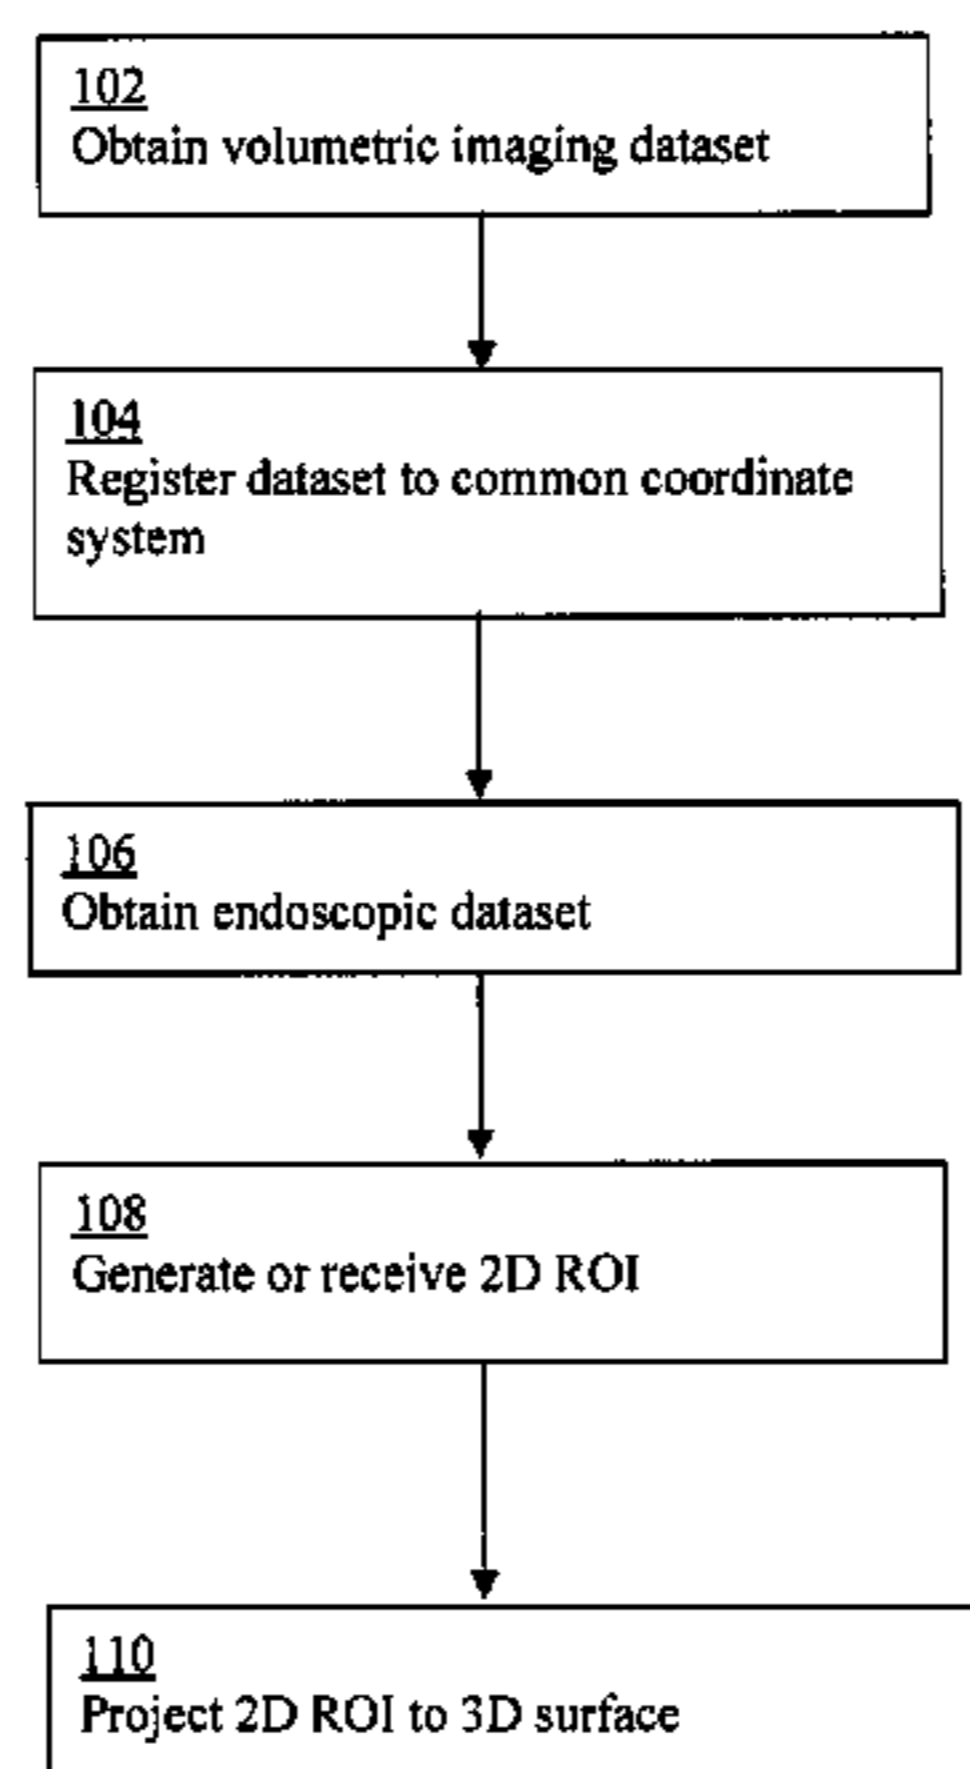 102
Obtain volumetric imaging dataset
104
Register dataset to common coordinate
system
106
Obtain endoscopic dataset
108
Generate or receive 2D ROI
110
Project 2D ROI to 3D surface